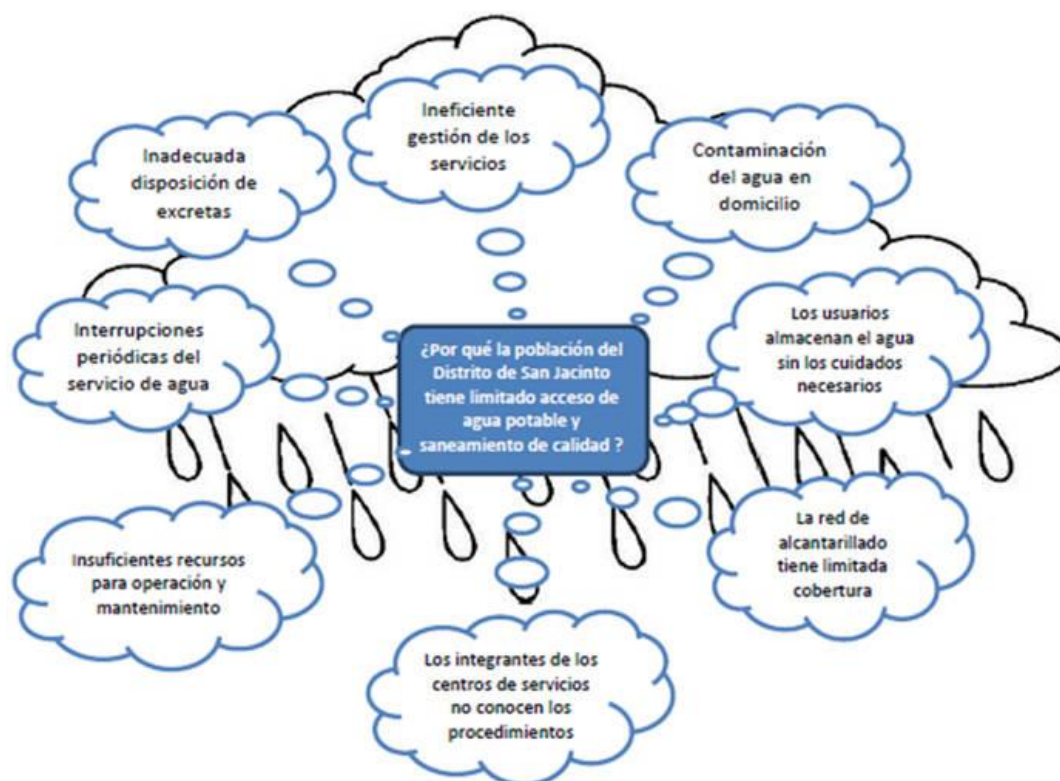 Ineficiente
gestión de los
servicios
Inadecuada
disposición de
excretas
Contaminación
del agua en
domicilio
Interrupciones
periódicas del
servicio de agua
¿Por qué la población del
Distrito de San Jacinto
tiene limitado acceso de
agua potable y
saneamiento de calidad ?
Los usuarios
almacenan el agua
sin los cuidados
necesarios
Insuficientes recursos
para operación y
mantenimiento
La red de
alcantarillado
tiene limitada
cobertura
Los integrantes de los
centros de servicios
no conocen los
procedimientos